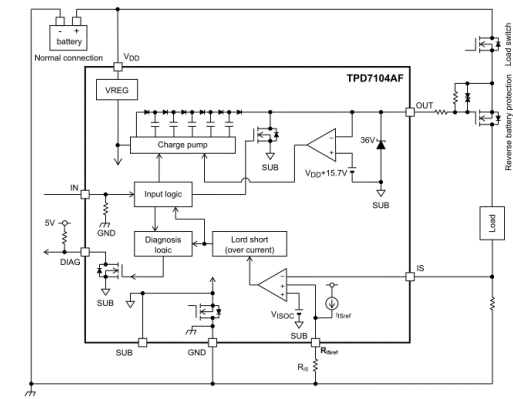 - +
battery
Normal connection
VDD
TPD7104AF
VREG
OUT
Charge pump
SUB
36V
VDD+15.7V
SUB
Load switch
Reverse battery protection
IN
Input logic
GND
5V
Diagnosis
logic
Lord short
(over current)
Load
DIAG
IS
SUB
VISOC
IISref
SUB
SUB
GND
RISref
RIS